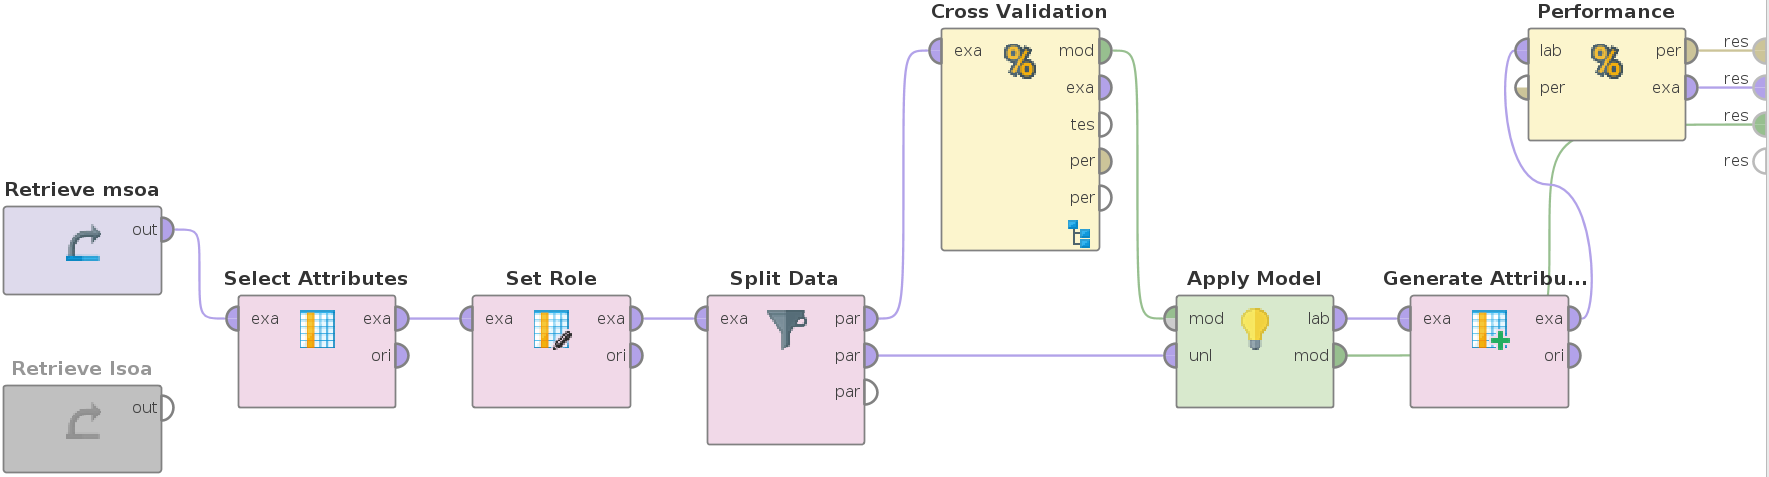 Retrieve msoa
out
Retrieve lsoa
out
Select Attributes
exa exa
ori
Set Role
exa exa
ori
Split Data
exa par
par
par
Cross Validation
exa mod
exa
tes
per
per
Apply Model
mod lab
unl mod
Generate Attribu...
exa exa
ori
Performance
lab per
per exa
res
res
res
res